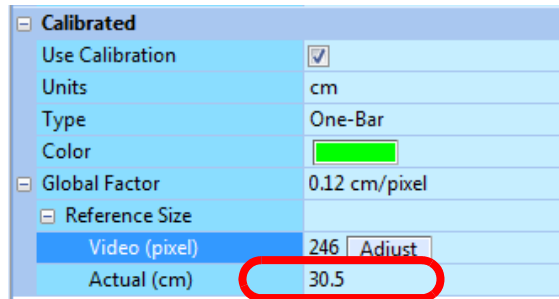 Calibrated
Use Calibration
Units cm
Type One-Bar
Color
Global Factor 0.12 cm/pixel
Reference Size
Video (pixel) 246 Adjust
Actual (cm) 30.5